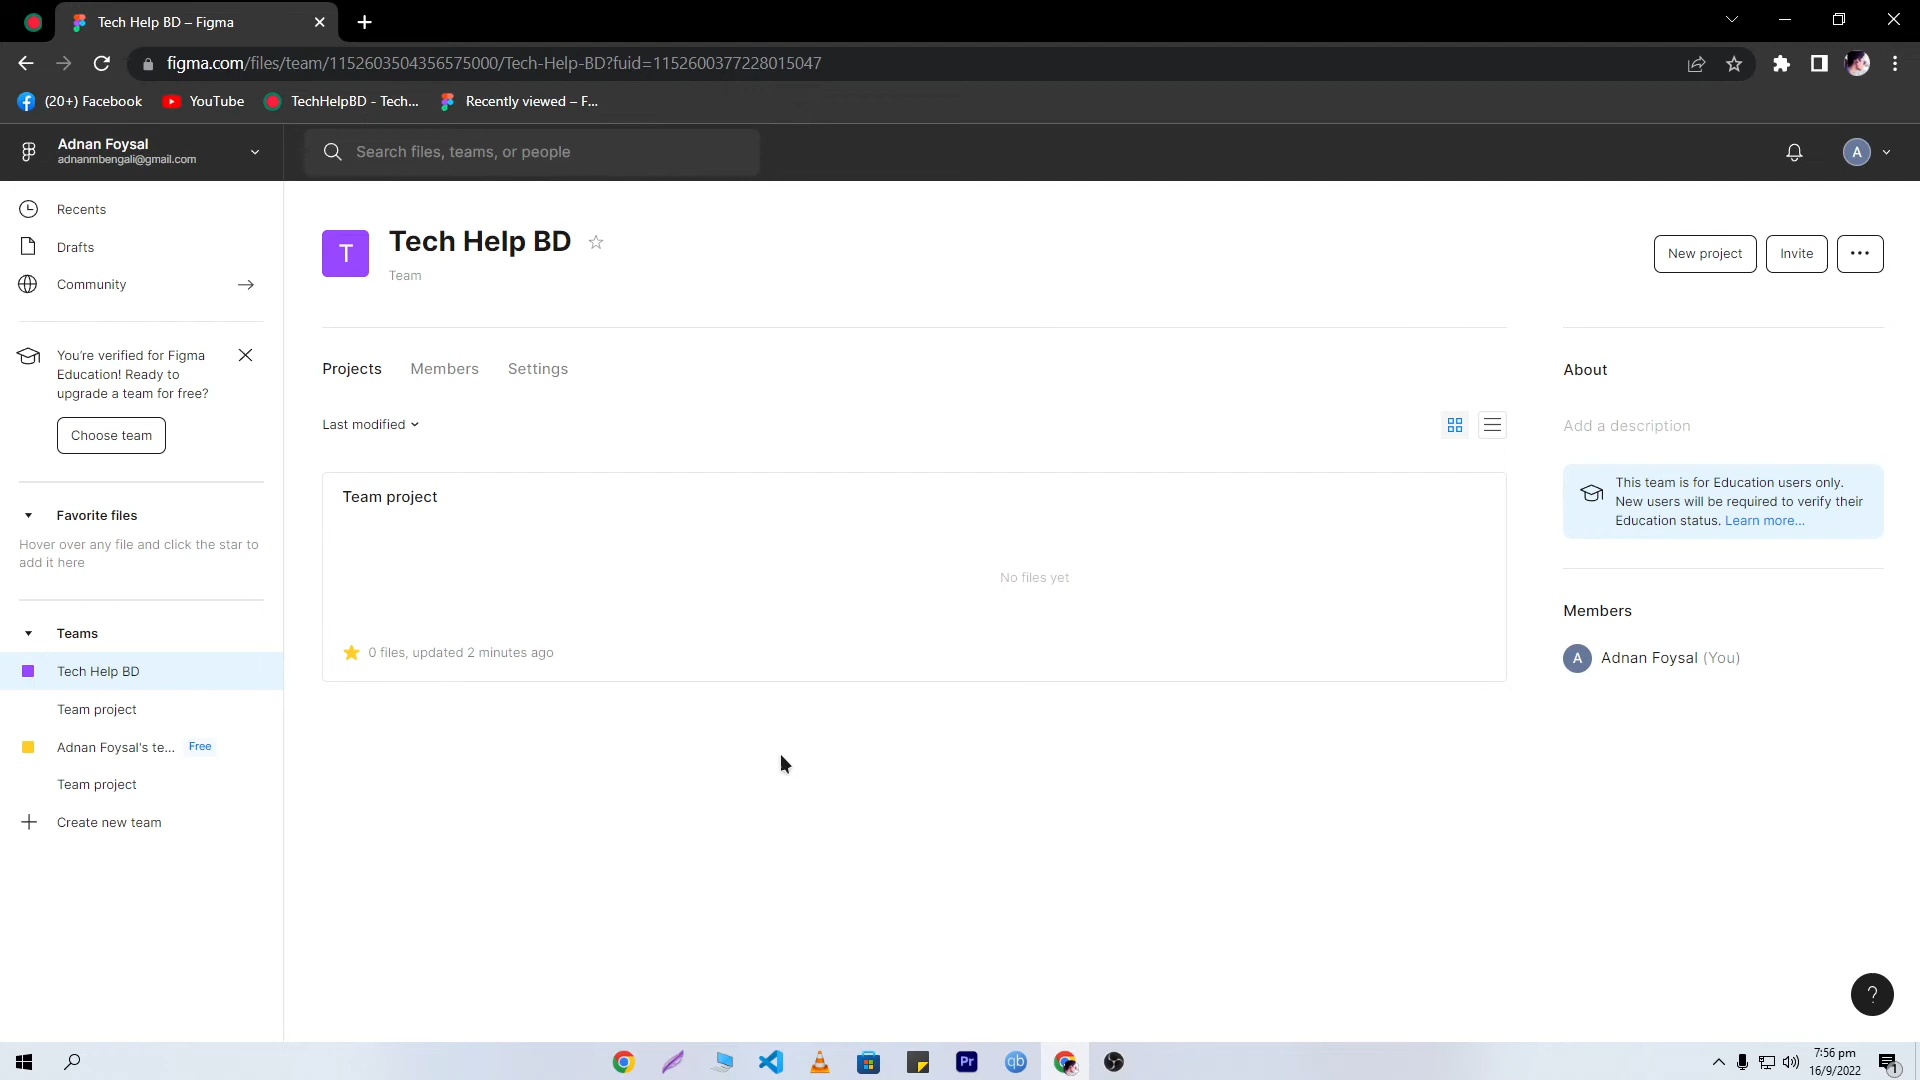 Tech Help BD – Figma
figma.com/files/team/1152603504356575000/Tech-Help-BD?fuid=1152600377228015047
(20+) Facebook
YouTube
TechHelpBD - Tech...
Recently viewed – F...
Adnan Foysal
adnanmbengali@gmail.com
Search files, teams, or people
A
Recents
Drafts
Community
You're verified for Figma
Education! Ready to
upgrade a team for free?
Choose team
Favorite files
Hover over any file and click the star to
add it here
Teams
Tech Help BD
Team project
Adnan Foysal's te...
Free
Team project
Create new team
T
Tech Help BD
Team
New project
Invite
Projects
Members
Settings
Last modified
Team project
No files yet
0 files, updated 2 minutes ago
About
Add a description
This team is for Education users only.
New users will be required to verify their
Education status. Learn more...
Members
A
Adnan Foysal (You)
?
Pr
qb
7:56 pm
16/9/2022
1